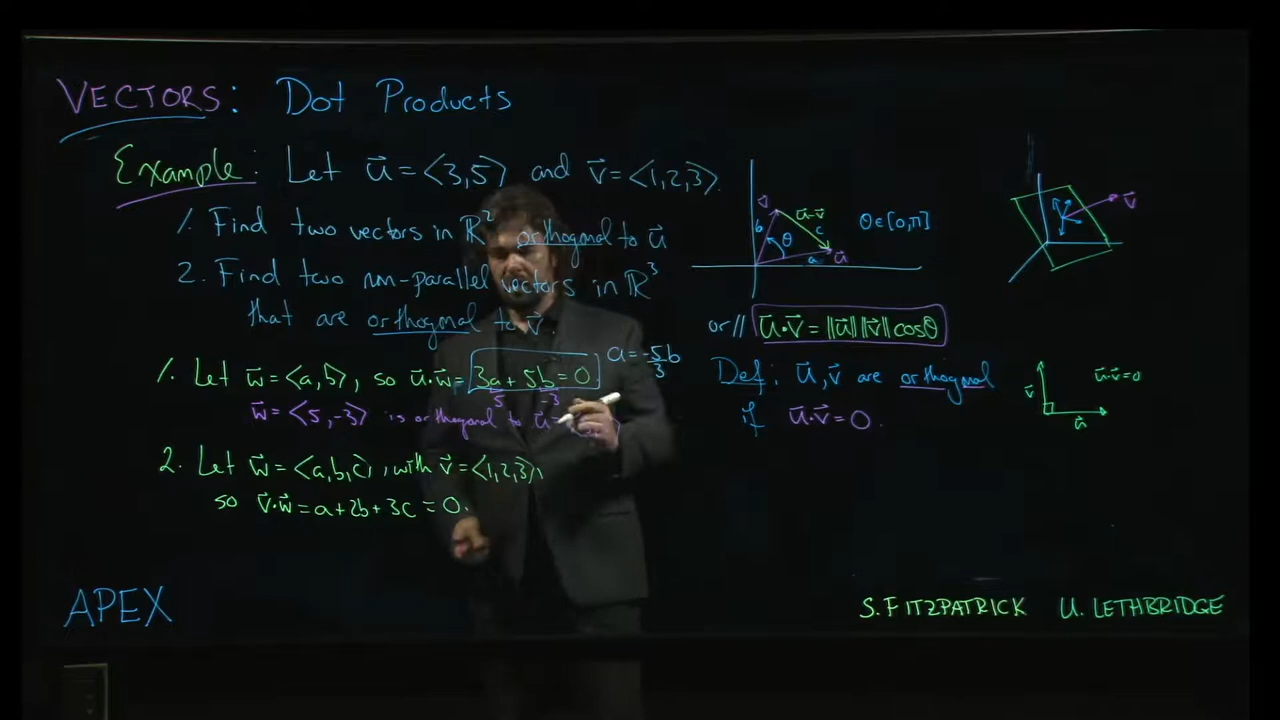 VECTORS: Dot Products
Example: Let u⃗ = ⟨3,5⟩ and v⃗ = ⟨1,2,3⟩.
1. Find two vectors in ℝ² orthogonal to u⃗
2. Find two non-parallel vectors in ℝ³
that are orthogonal to v⃗.
1. Let w⃗ = ⟨a,b⟩, so u⃗·w⃗ = 3a + 5b = 0
a = -5b/3
5 -3
w⃗ = ⟨5,-3⟩ is orthogonal to u⃗ =
2. Let w⃗ = ⟨a,b,c⟩, with v⃗ = ⟨1,2,3⟩,
so v⃗·w⃗ = a+2b+3c = 0.
v⃗ u⃗-v⃗
b c θ
a u⃗
θ∈[0,π]
or // u⃗·v⃗ = ‖u⃗‖ ‖v⃗‖ cosθ
Def: u⃗,v⃗ are orthogonal
if u⃗·v⃗ = 0.
v⃗
v⃗ u⃗·v⃗=0
u⃗
APEX
S. FITZPATRICK U. LETHBRIDGE